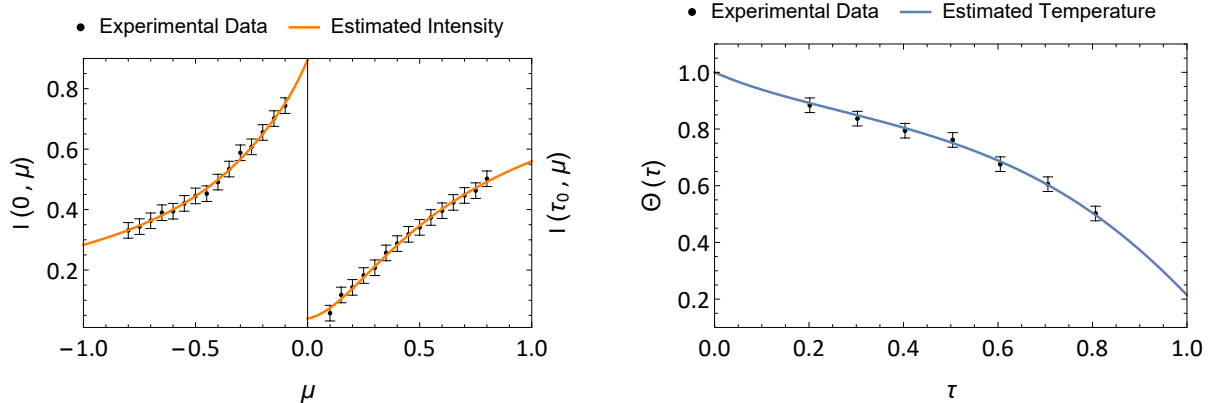 Experimental Data
Estimated Intensity
I (0 , μ)
0.8
0.6
0.4
0.2
−1.0
−0.5
0.0
0.5
1.0
μ
I (τ0 , μ)
Experimental Data
Estimated Temperature
Θ (τ)
1.0
0.8
0.6
0.4
0.2
0.0
0.2
0.4
0.6
0.8
1.0
τ